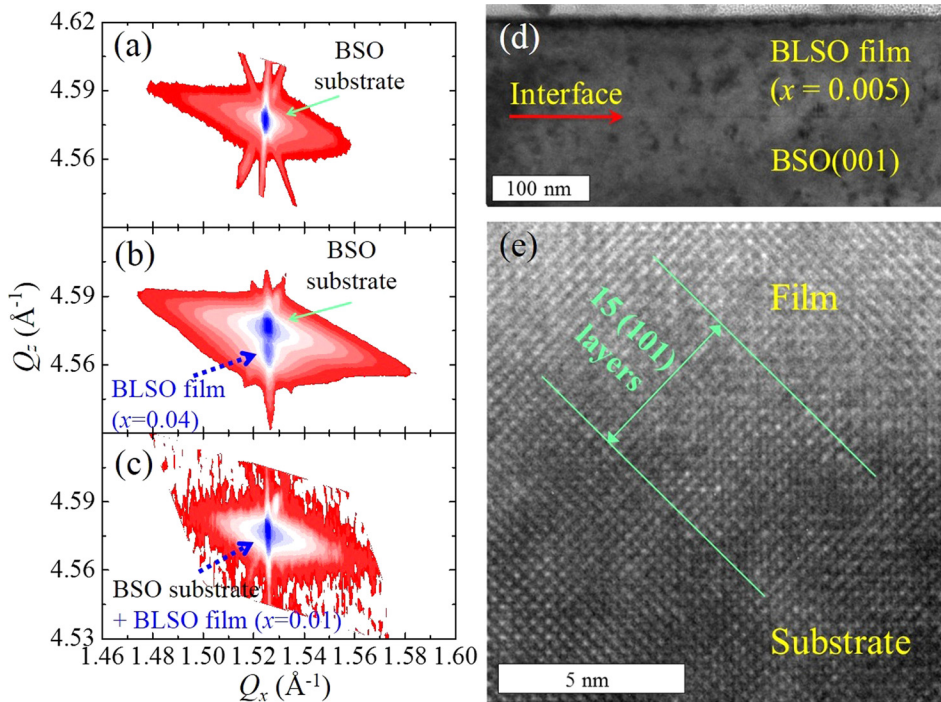 4.62
(a)
BSO
substrate
4.59
4.56
(b)
BSO
substrate
4.59
4.56
BLSO film
(x=0.04)
(c)
4.59
4.56
BSO substrate
+ BLSO film (x=0.01)
4.53
1.46 1.48 1.50 1.52 1.54 1.56 1.58 1.60
Qx (Å-1)
Qz (Å-1)
(d)
BLSO film
(x = 0.005)
Interface
BSO(001)
100 nm
(e)
Film
15 (101)
layers
Substrate
5 nm